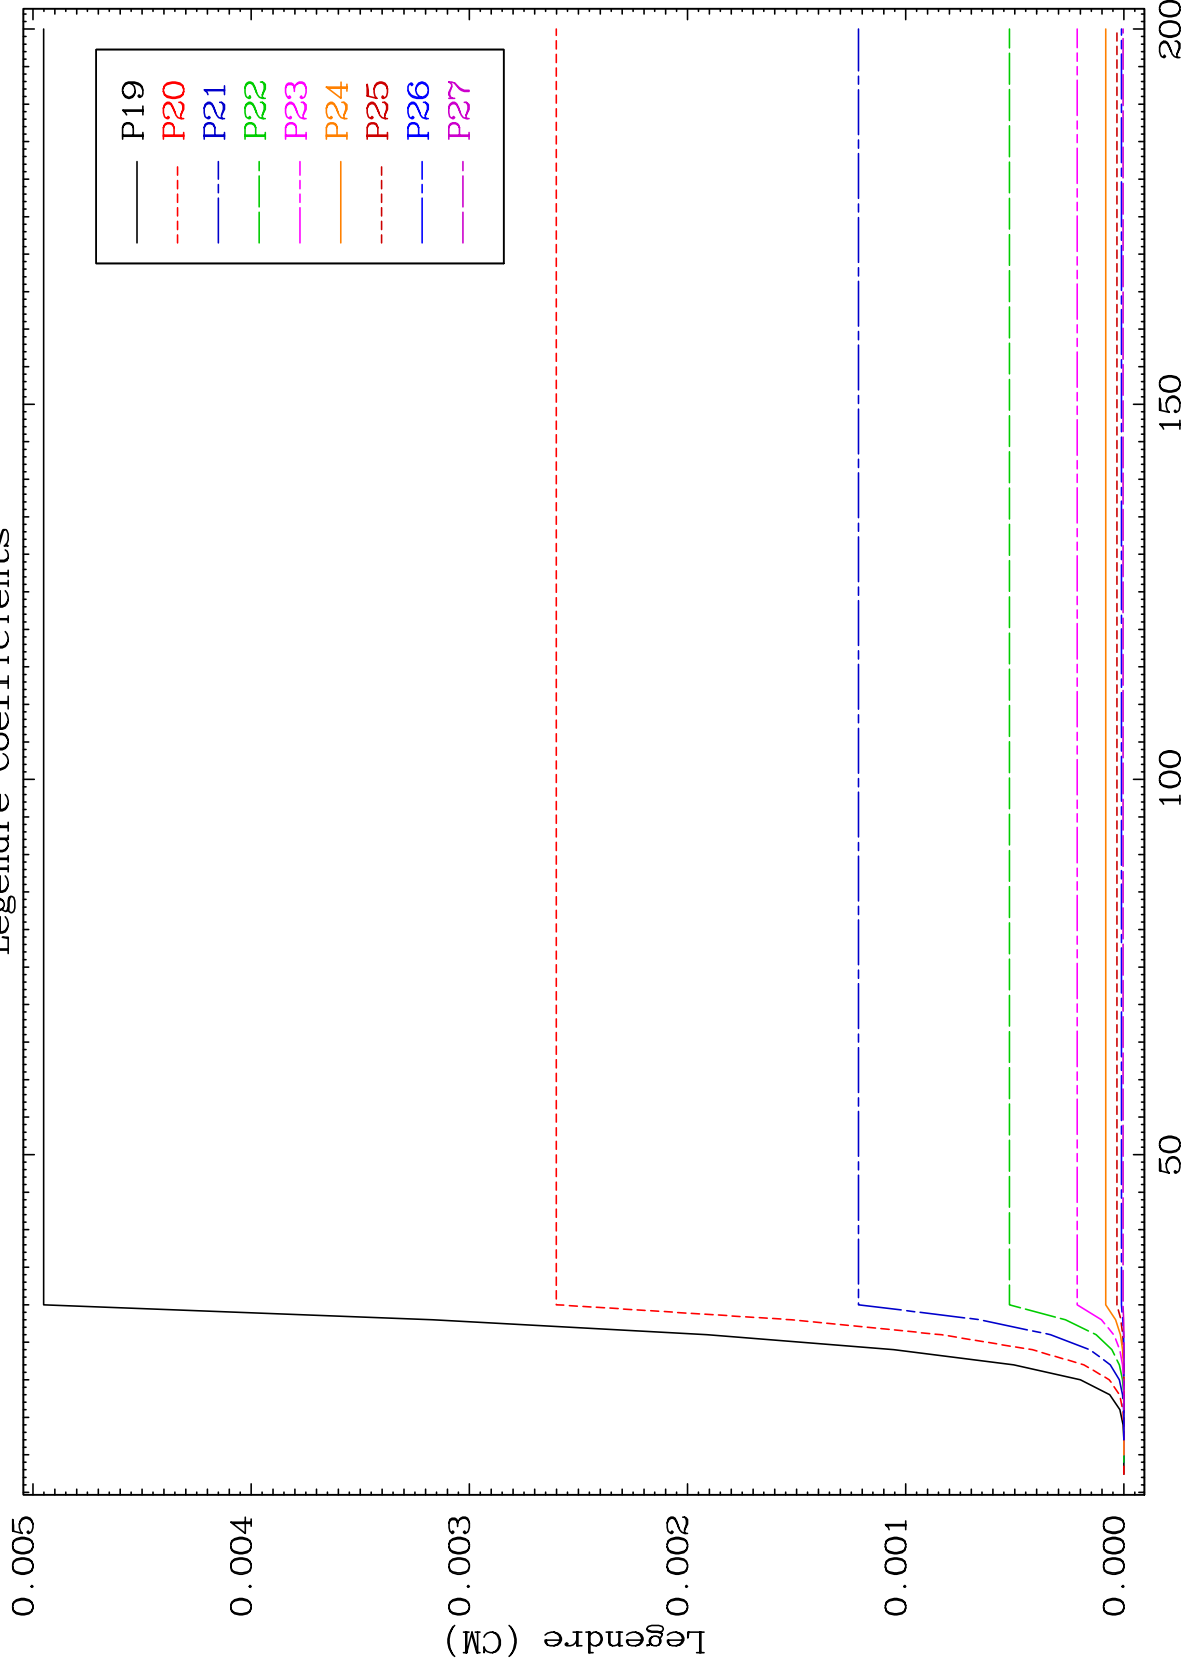 Legendre Coefficients
P19
P20
P21
P22
P23
P24
P25
P26
P27
0.005
0.004
0.003
0.002
0.001
0.000
Legendre (CM)
50
100
150
200